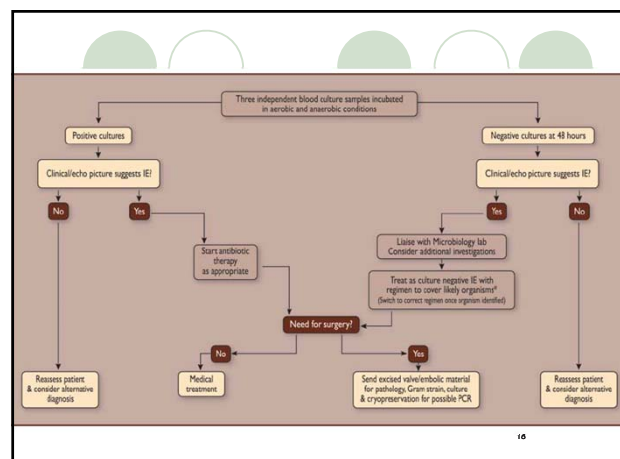 Three independent blood culture samples incubated
in aerobic and anaerobic conditions
Positive cultures
Negative cultures at 48 hours
Clinical/echo picture suggests IE?
Clinical/echo picture suggests IE?
No
Yes
Yes
No
Start antibiotic
therapy
as appropriate
Liaise with Microbiology lab
Consider additional investigations
Treat as culture negative IE with
regimen to cover likely organisms*
(Switch to correct regimen once organism identified)
Need for surgery?
No
Yes
Reassess patient
& consider alternative
diagnosis
Medical
treatment
Send excised valve/embolic material
for pathology, Gram strain, culture
& cryopreservation for possible PCR
Reassess patient
& consider alternative
diagnosis
16